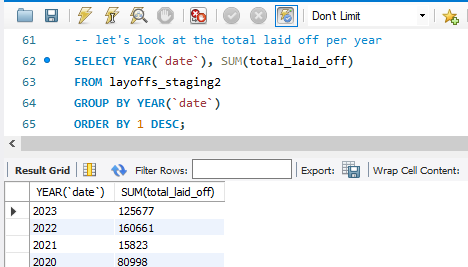 Don't Limit
61 -- let's look at the total laid off per year
62 SELECT YEAR(`date`), SUM(total_laid_off)
63 FROM layoffs_staging2
64 GROUP BY YEAR(`date`)
65 ORDER BY 1 DESC;
Result Grid Filter Rows: Export: Wrap Cell Content:
YEAR(`date`) SUM(total_laid_off)
2023 125677
2022 160661
2021 15823
2020 80998